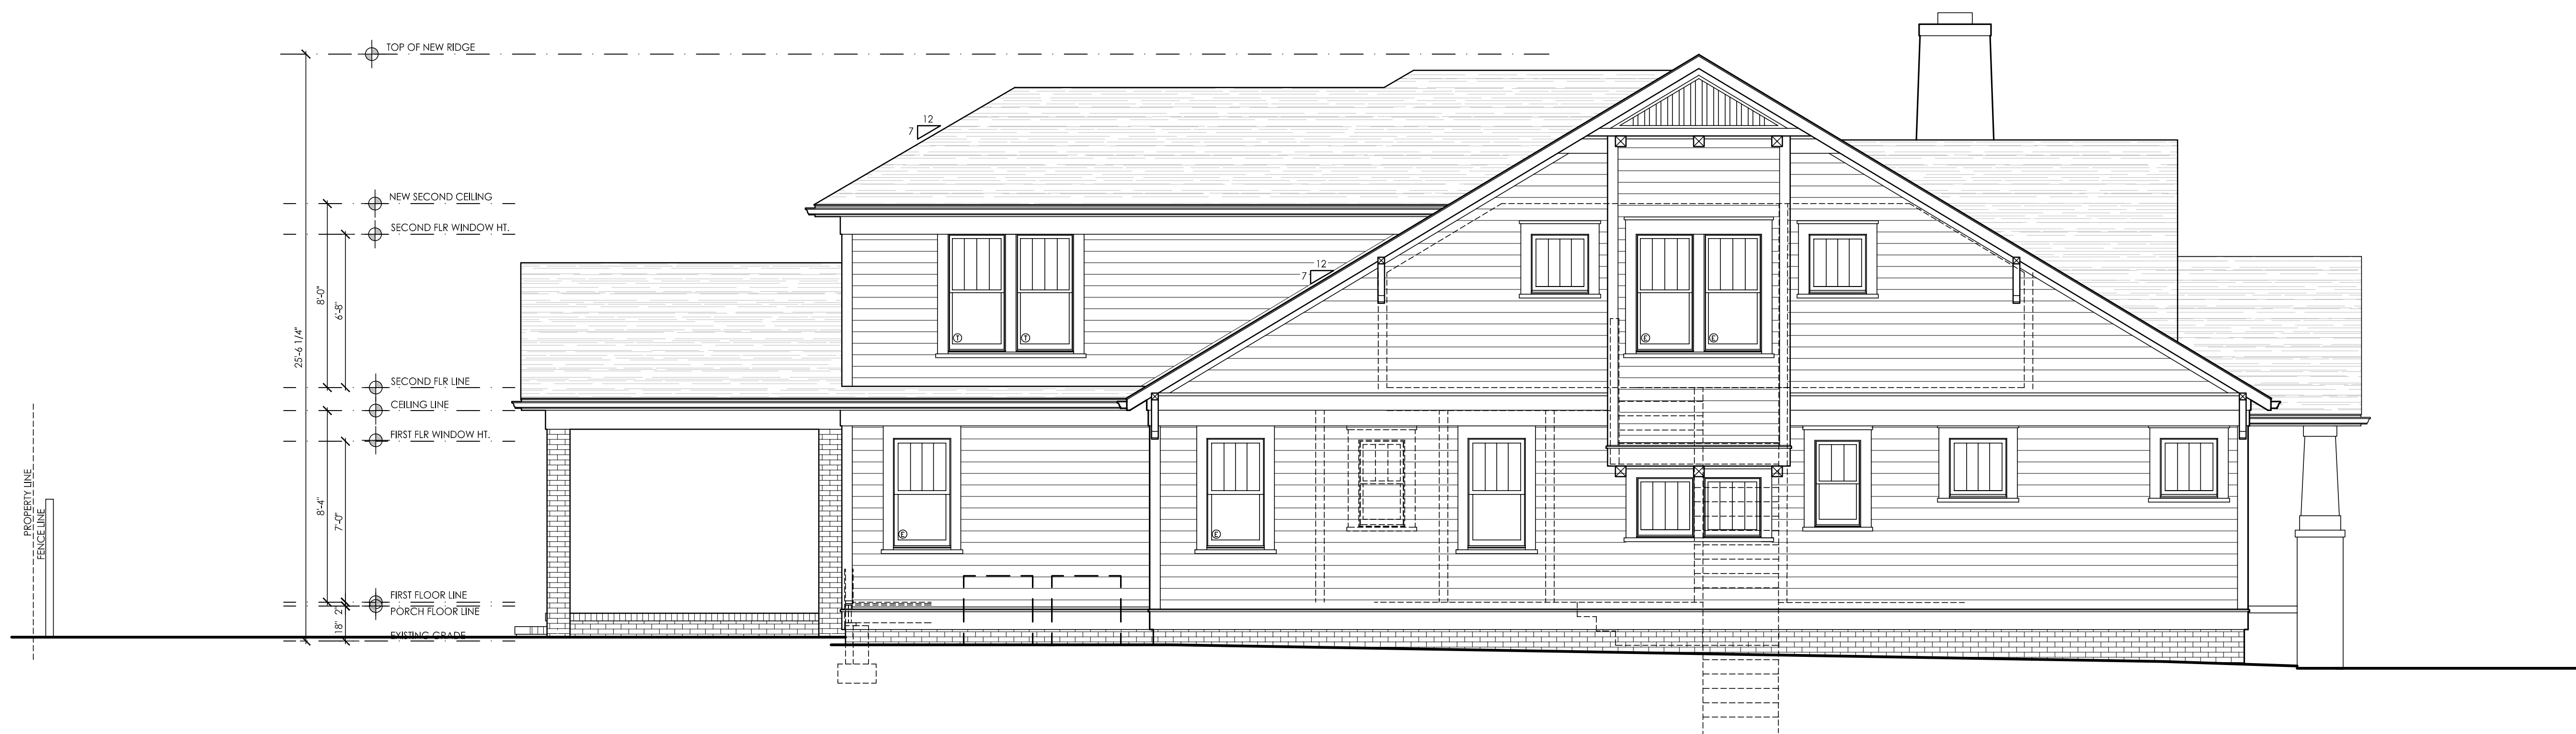 TOP OF NEW RIDGE
12
7
NEW SECOND CEILING
SECOND FLR WINDOW HT.
12
7
8'-0"
6'-8"
25'-6 1/4"
T
T
E
E
SECOND FLR LINE
CEILING LINE
FIRST FLR WINDOW HT.
PROPERTY LINE
FENCE LINE
8'-4"
7'-0"
E
E
FIRST FLOOR LINE
2"
PORCH FLOOR LINE
18"
EXISTING GRADE